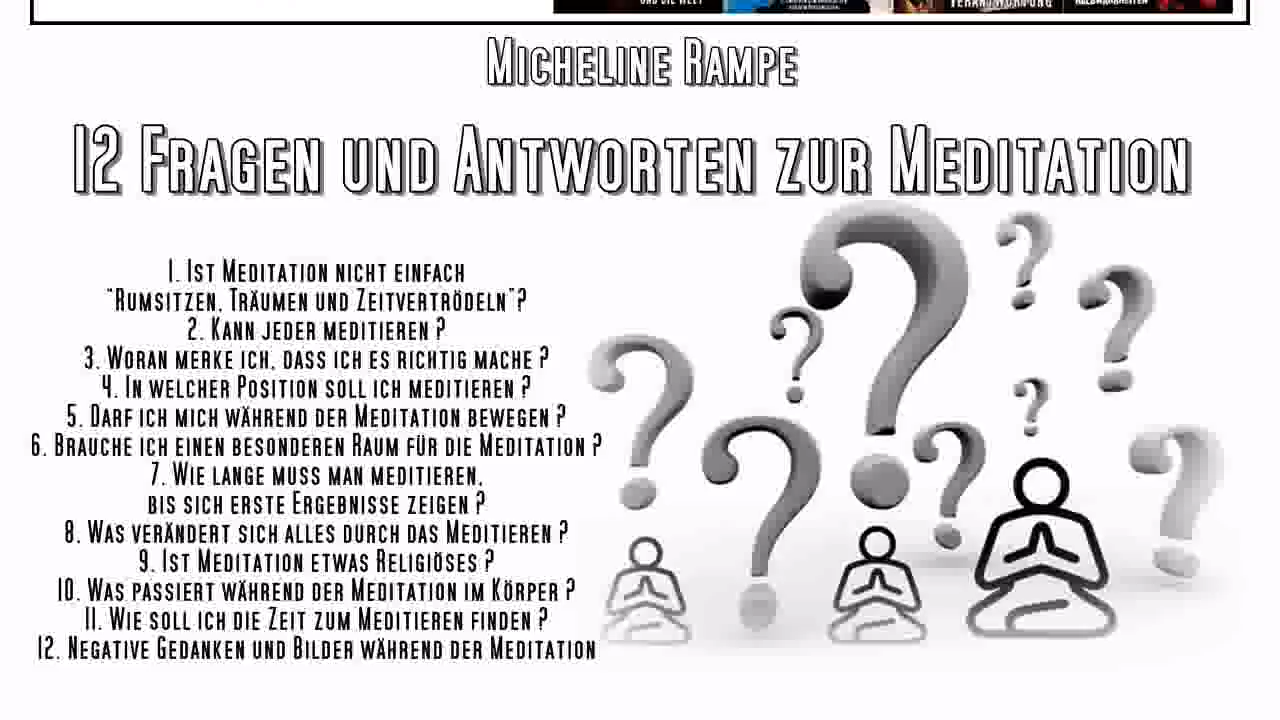 UND DIE WELT
VERANTWORTUNG
HALBWAHRHEITEN
Micheline Rampe
12 Fragen und Antworten zur Meditation
1. Ist Meditation nicht einfach
"Rumsitzen, Träumen und Zeitvertrödeln"?
2. Kann jeder meditieren ?
3. Woran merke ich, dass ich es richtig mache ?
4. In welcher Position soll ich meditieren ?
5. Darf ich mich während der Meditation bewegen ?
6. Brauche ich einen besonderen Raum für die Meditation ?
7. Wie lange muss man meditieren,
bis sich erste Ergebnisse zeigen ?
8. Was verändert sich alles durch das Meditieren ?
9. Ist Meditation etwas Religiöses ?
10. Was passiert während der Meditation im Körper ?
11. Wie soll ich die Zeit zum Meditieren finden ?
12. Negative Gedanken und Bilder während der Meditation